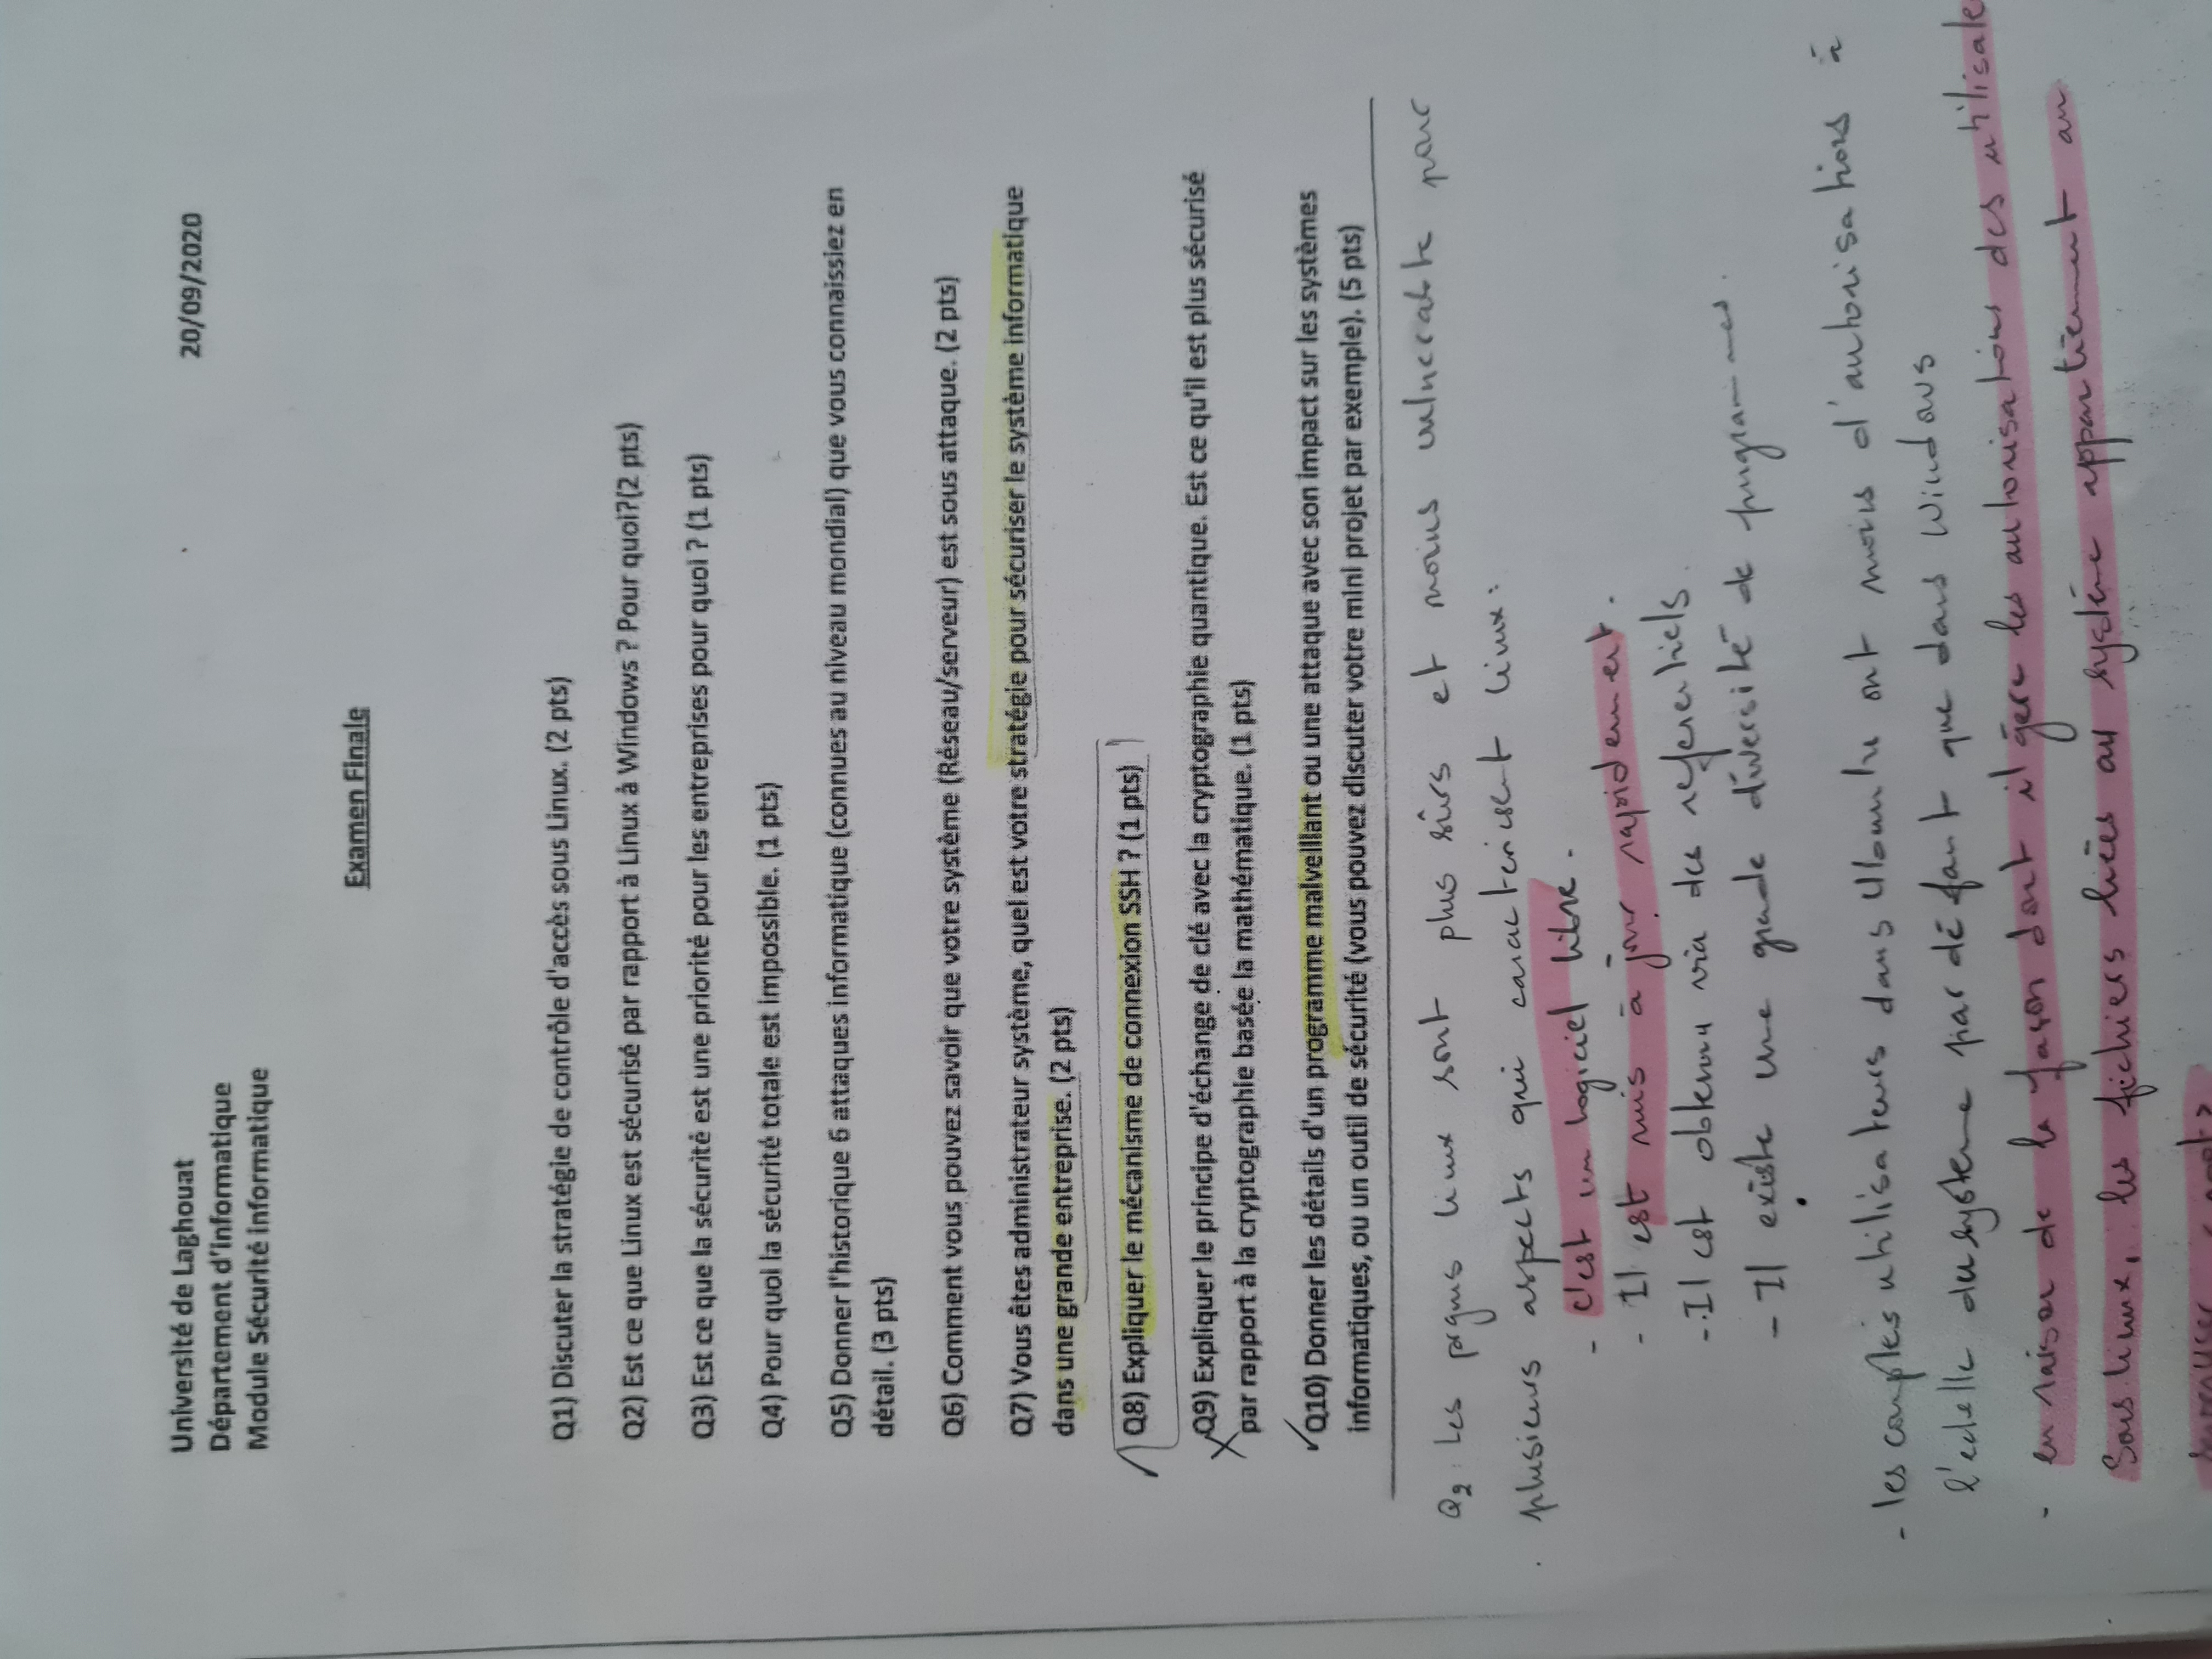 Université de Laghouat
20/09/2020
Département d'informatique
Module Sécurité informatique
Examen Finale
Q1) Discuter la stratégie de contrôle d'accès sous Linux. (2 pts)
Q2) Est ce que Linux est sécurisé par rapport à Linux à Windows ? Pour quoi?(2 pts)
Q3) Est ce que la sécurité est une priorité pour les entreprises pour quoi ? (1 pts)
Q4) Pour quoi la sécurité totale est impossible. (1 pts)
Q5) Donner l'historique 6 attaques informatique (connues au niveau mondial) que vous connaissiez en
détail. (3 pts)
Q6) Comment vous pouvez savoir que votre système (Réseau/serveur) est sous attaque. (2 pts)
Q7) Vous êtes administrateur système, quel est votre stratégie pour sécuriser le système informatique
dans une grande entreprise. (2 pts)
Q8) Expliquer le mécanisme de connexion SSH ? (1 pts)
Q9) Expliquer le principe d'échange de clé avec la cryptographie quantique. Est ce qu'il est plus sécurisé
par rapport à la cryptographie basée la mathématique. (1 pts)
Q10) Donner les détails d'un programme malveillant ou une attaque avec son impact sur les systèmes
informatiques, ou un outil de sécurité (vous pouvez discuter votre mini projet par exemple). (5 pts)
Q2 : Les prgms linux sont plus sûrs et moins vulnerable pour
plusieurs aspects qui caracterisent linux :
- c'est un logiciel libre.
- Il est mis à jour rapidement.
- Il est obtenu via des referentiels
- Il existe une grade diversité de programmes.
- les comptes utilisateurs dans Ubuntu ont moins d'autorisations à
l'echelle du système par défaut que dans Windows
- en raison de la façon dont il gère les autorisations des utilisate
Sous linux, les fichiers liées au système appartiennent au
superuser <root>